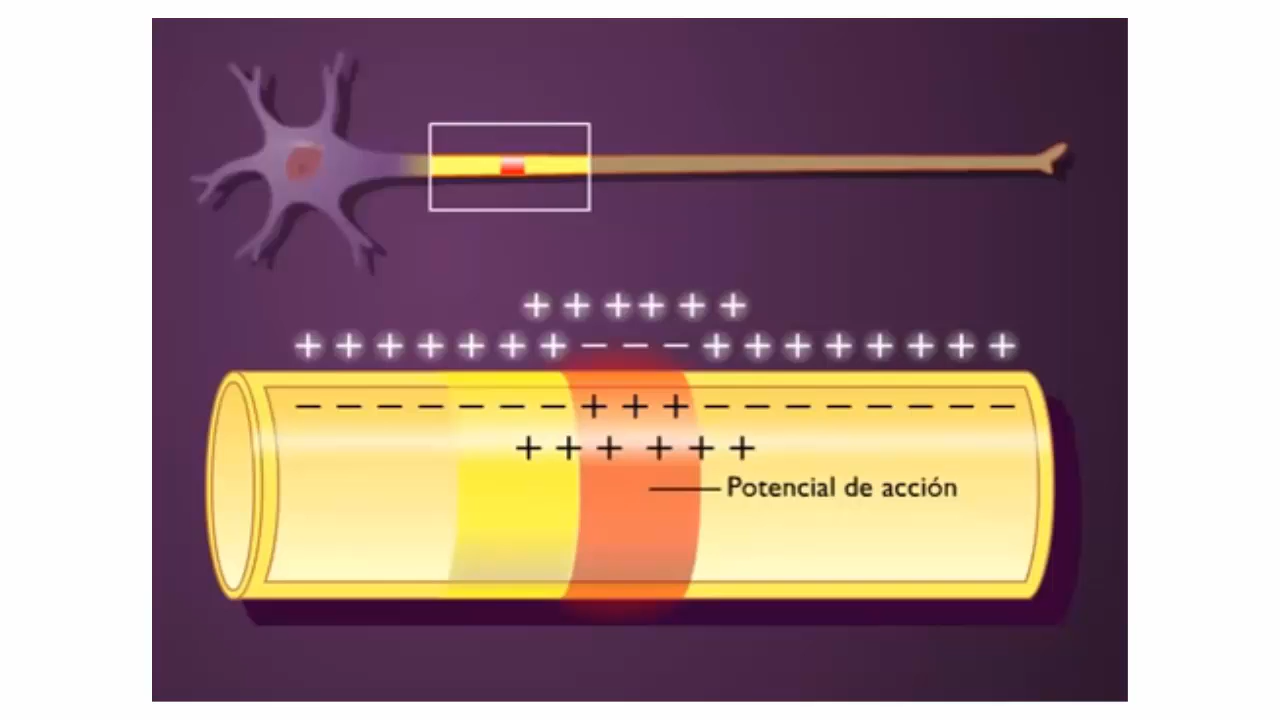 + + + + + +
+ + + + + + + − − − + + + + + + + +
− − − − − − − + + + − − − − − − − −
+ + + + + +
Potencial de acción